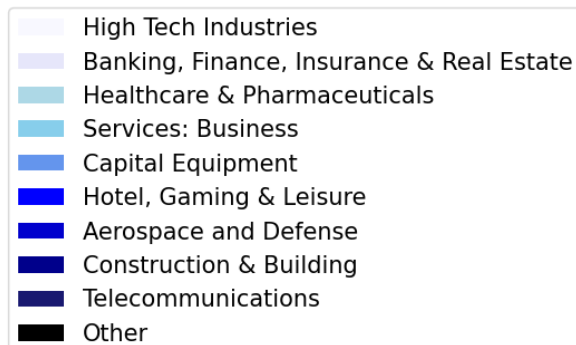 High Tech Industries
Banking, Finance, Insurance & Real Estate
Healthcare & Pharmaceuticals
Services: Business
Capital Equipment
Hotel, Gaming & Leisure
Aerospace and Defense
Construction & Building
Telecommunications
Other